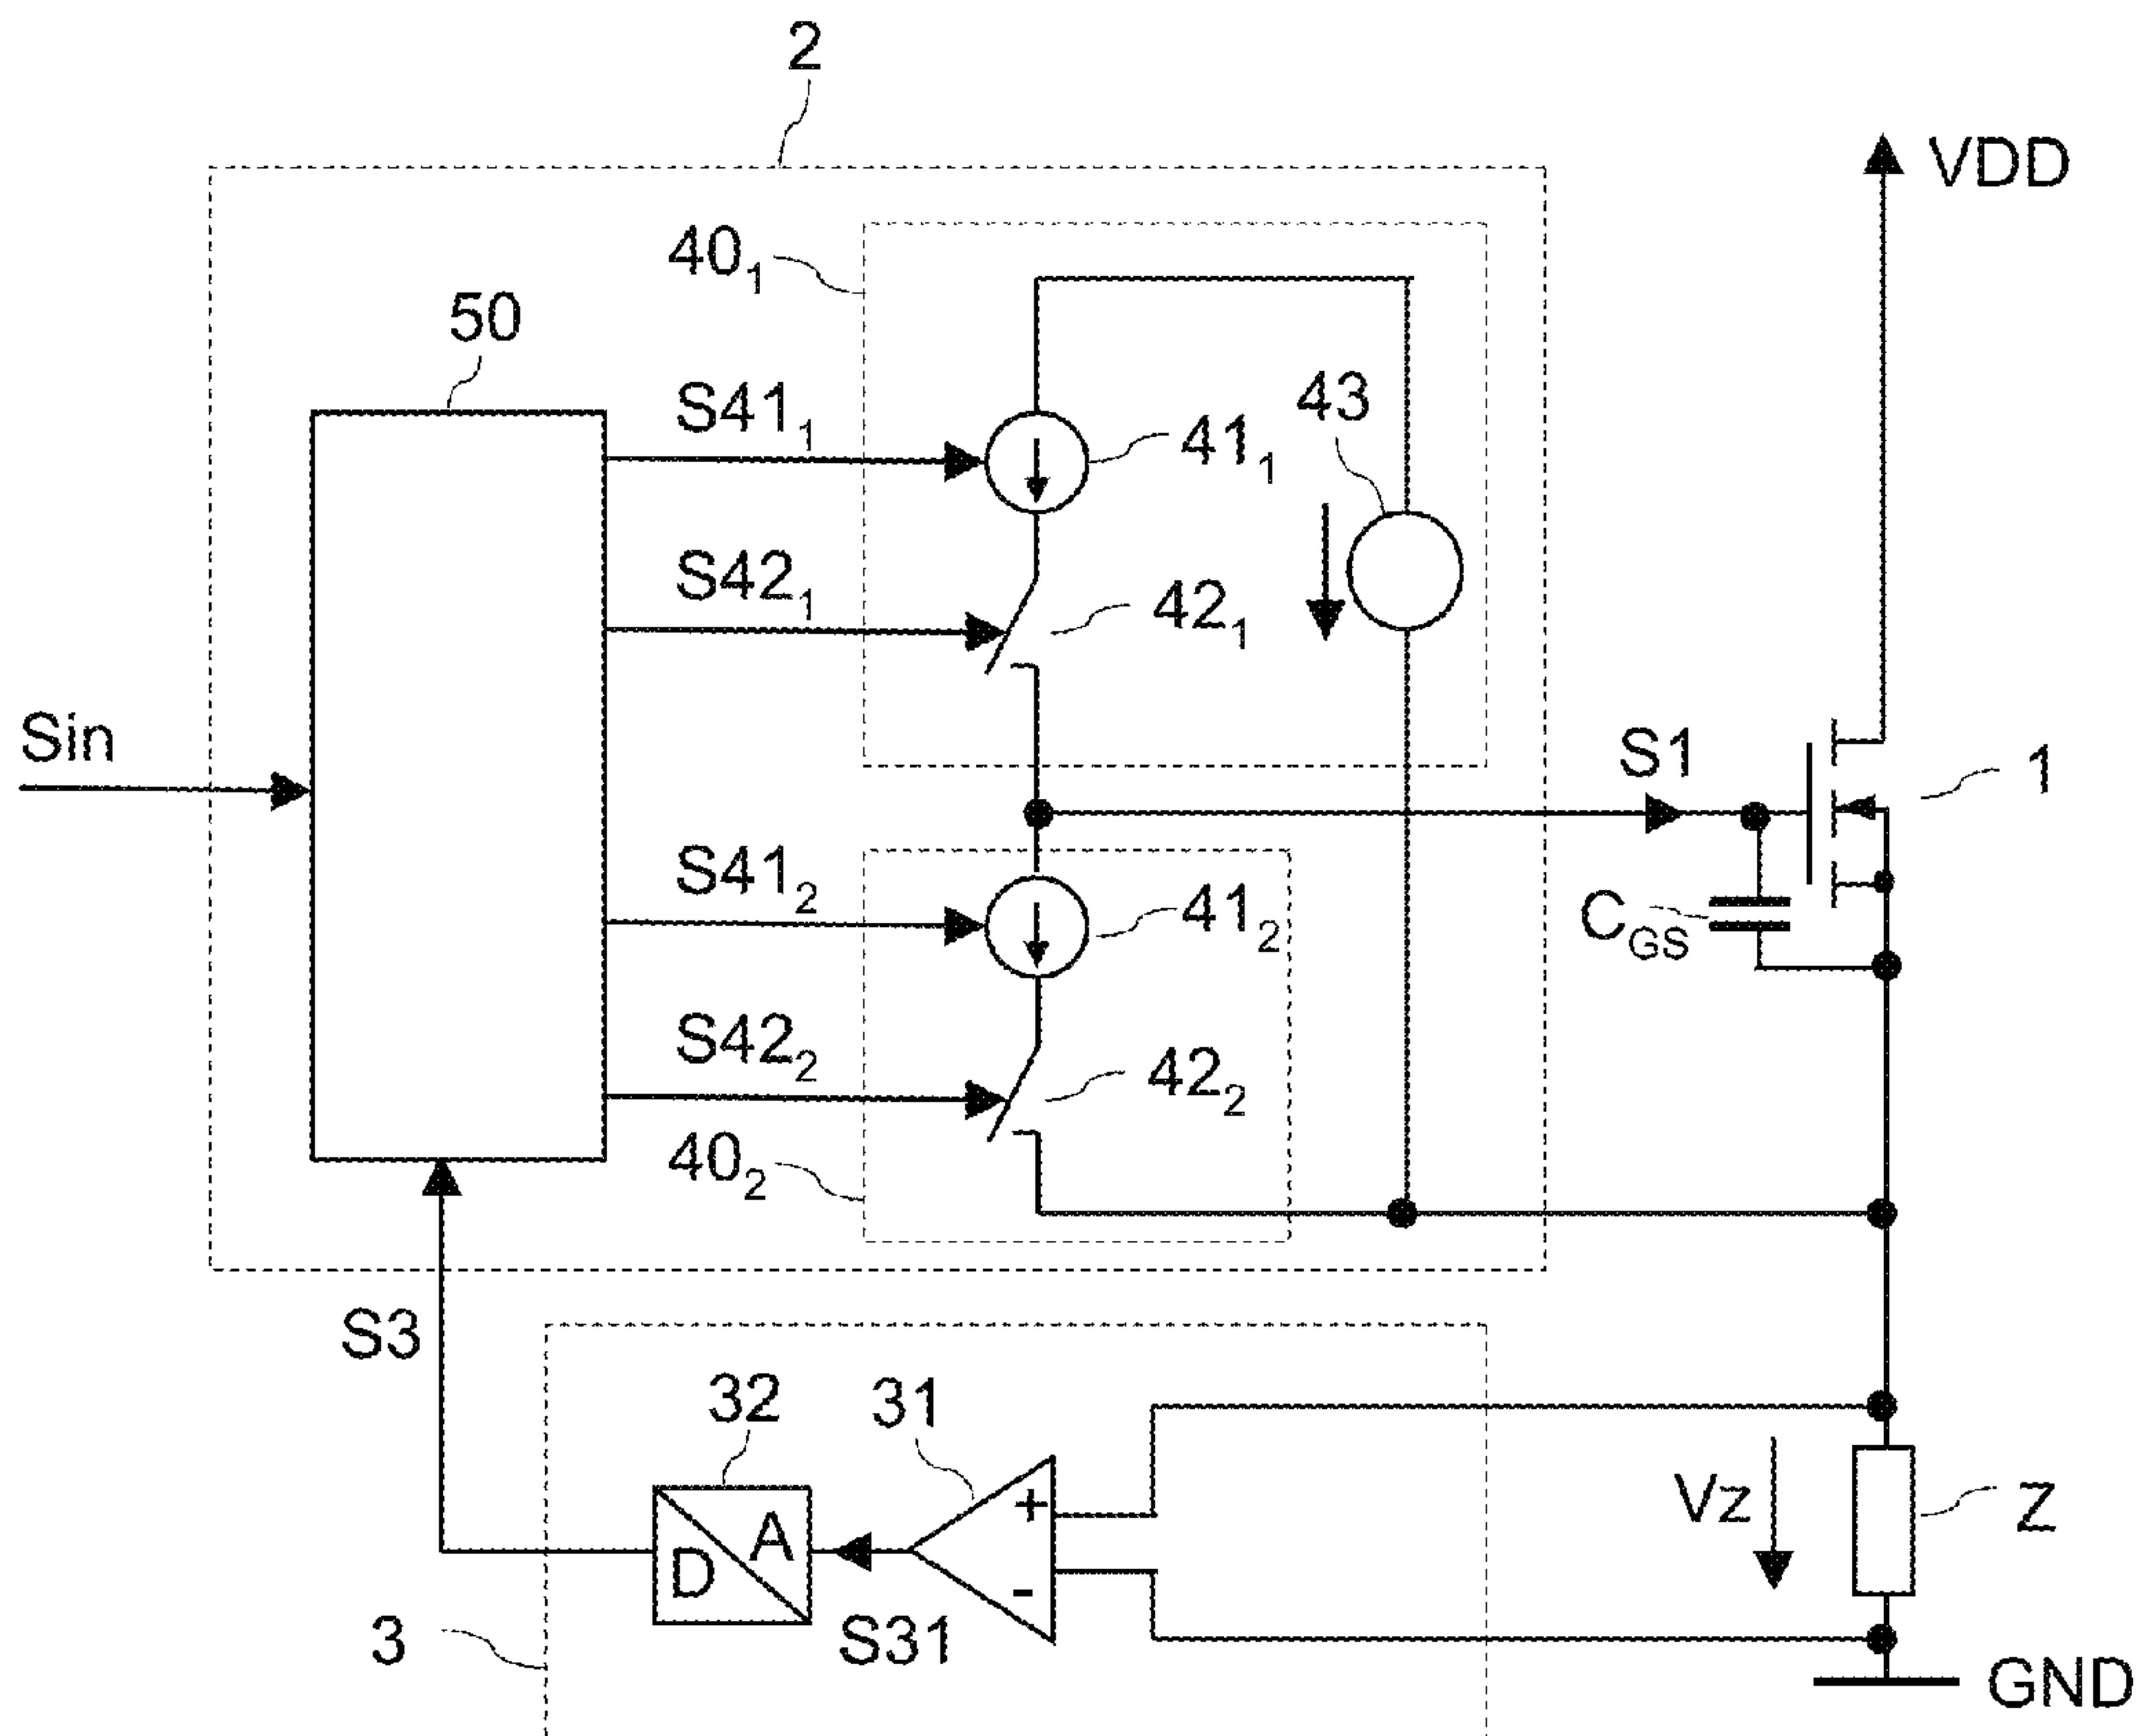 2
VDD
40₁
50
S41₁
41₁
43
S42₁
42₁
Sin
S1
1
S41₂
41₂
C_GS
S42₂
42₂
40₂
S3
32
31
A
D
+
-
S31
3
Vz
Z
GND